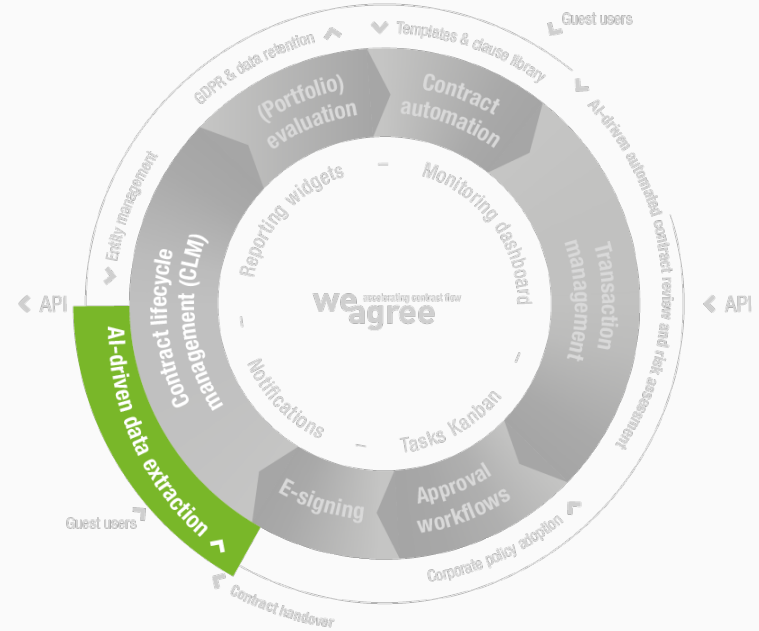 Guest users
Templates & clause library
GDPR & data retention
(Portfolio)
evaluation
Contract
automation
AI-driven automated contract review and risk assessment
Entity management
Reporting widgets
Monitoring dashboard
Transaction
management
Contract lifecycle
management (CLM)
API
we
agree
accelerating contract flow
API
AI-driven data extraction
Notifications
Tasks Kanban
E-signing
Approval
workflows
Guest users
Corporate policy adoption
Contract handover